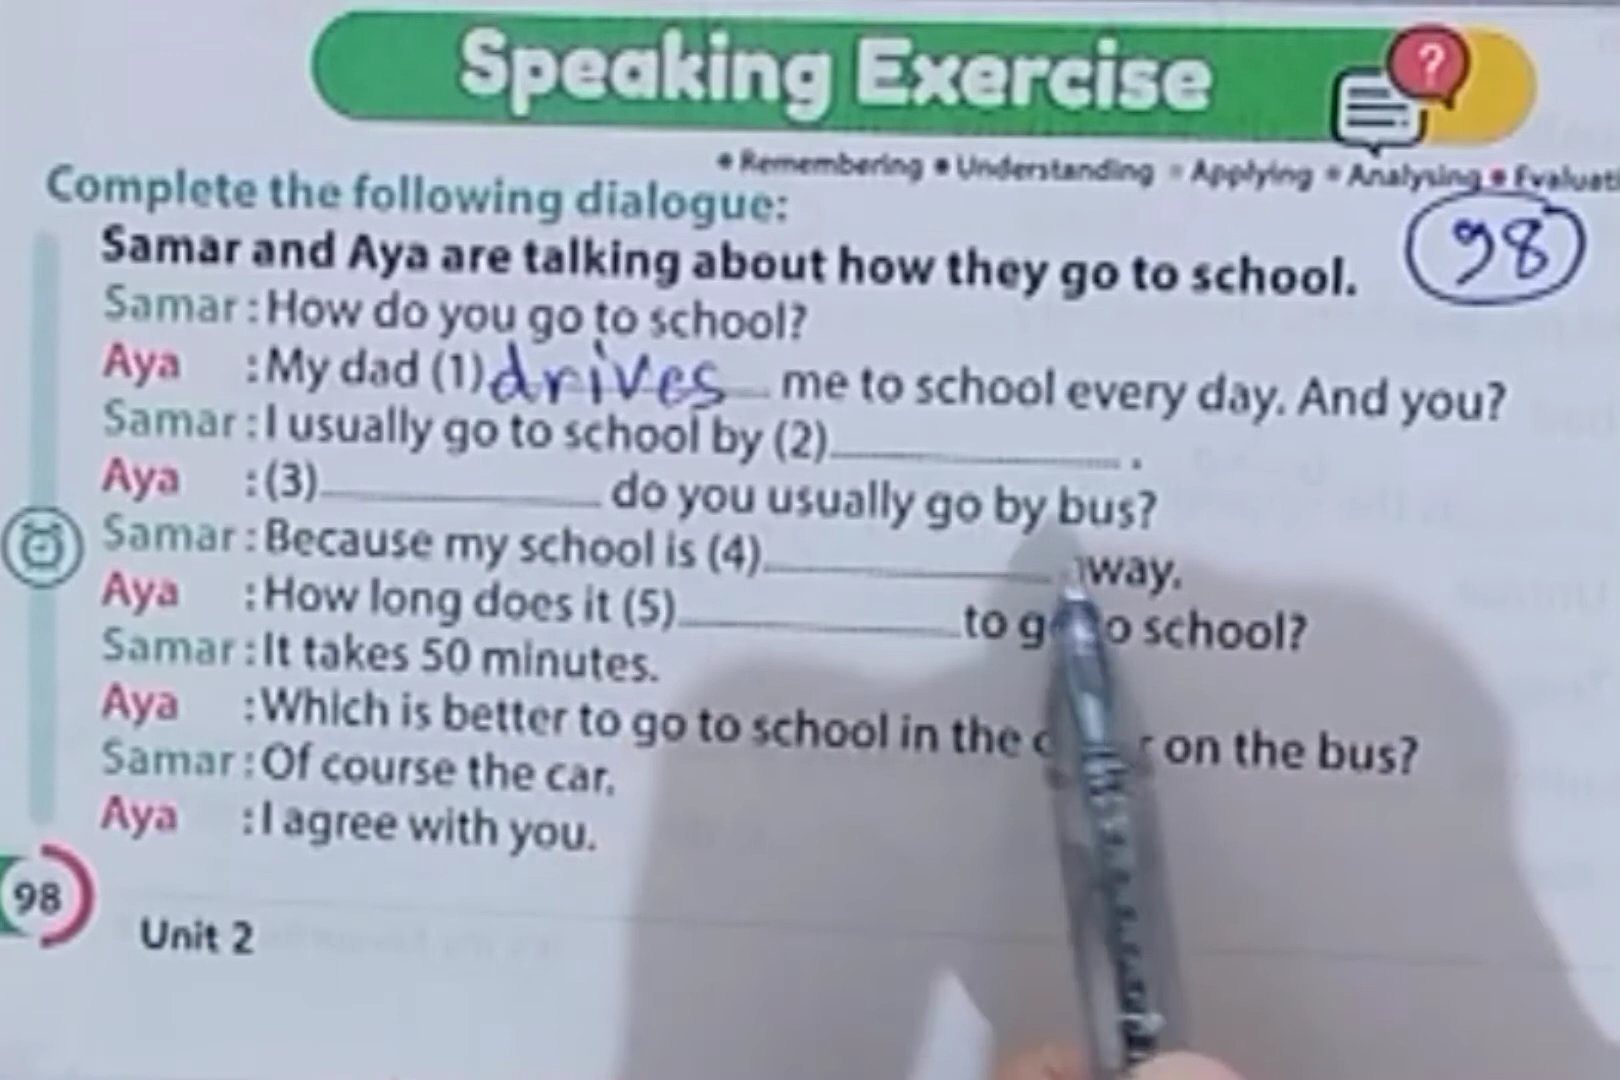 Speaking Exercise
?
• Remembering • Understanding • Applying • Analysing • Evaluati
Complete the following dialogue:
98
Samar and Aya are talking about how they go to school.
Samar : How do you go to school?
Aya : My dad (1) drives me to school every day. And you?
Samar : I usually go to school by (2)__________ .
Aya : (3)__________ do you usually go by bus?
Samar : Because my school is (4)__________ way.
Aya : How long does it (5)__________ to g o school?
Samar : It takes 50 minutes.
Aya : Which is better to go to school in the c r on the bus?
Samar : Of course the car.
Aya : I agree with you.
98
Unit 2